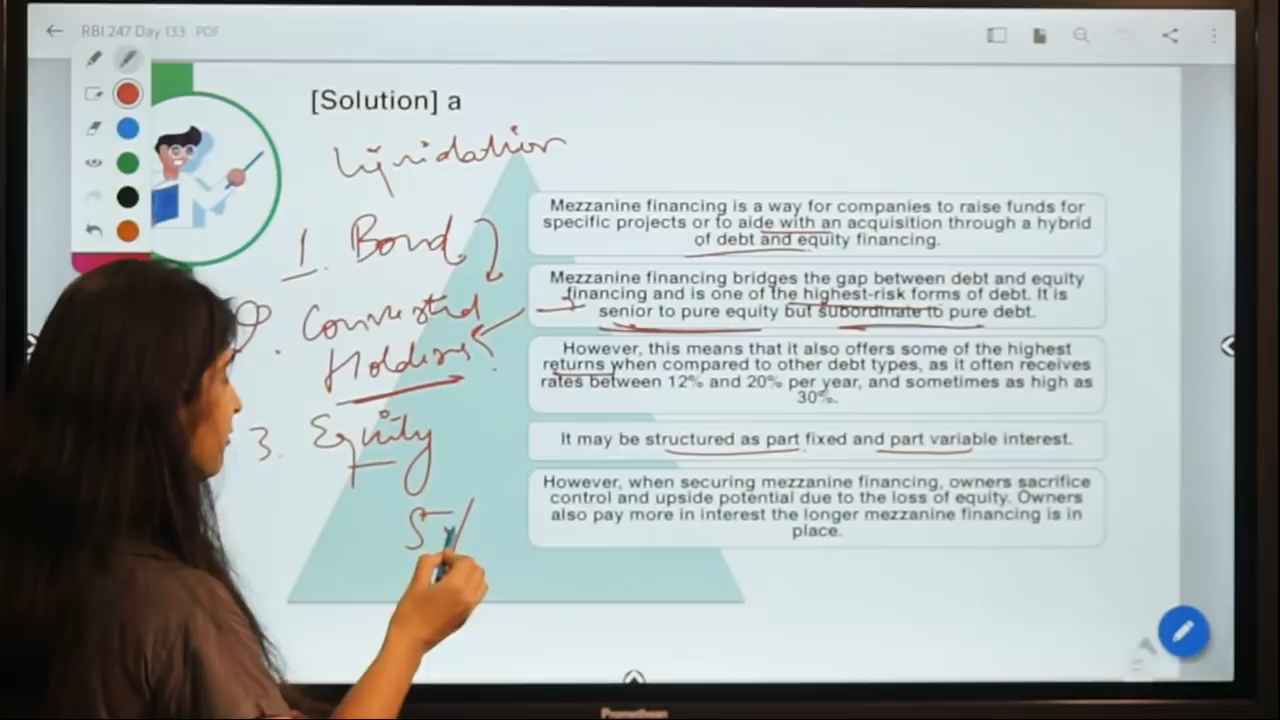 RBI 247 Day 133 PDF
[Solution] a
Liquidation
1. Bond
2. Converted
Holdings
3. Equity
5%
Mezzanine financing is a way for companies to raise funds for
specific projects or to aide with an acquisition through a hybrid
of debt and equity financing.
Mezzanine financing bridges the gap between debt and equity
financing and is one of the highest-risk forms of debt. It is
senior to pure equity but subordinate to pure debt.
However, this means that it also offers some of the highest
returns when compared to other debt types, as it often receives
rates between 12% and 20% per year, and sometimes as high as
30%.
It may be structured as part fixed and part variable interest.
However, when securing mezzanine financing, owners sacrifice
control and upside potential due to the loss of equity. Owners
also pay more in interest the longer mezzanine financing is in
place.
Promethean